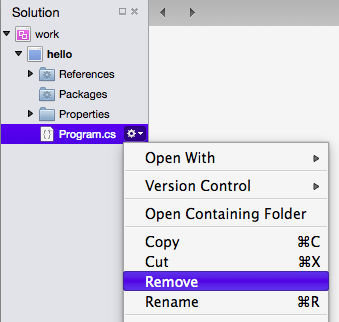 Solution
work
hello
References
Packages
Properties
Program.cs
Open With
Version Control
Open Containing Folder
Copy ⌘C
Cut ⌘X
Remove
Rename ⌘R